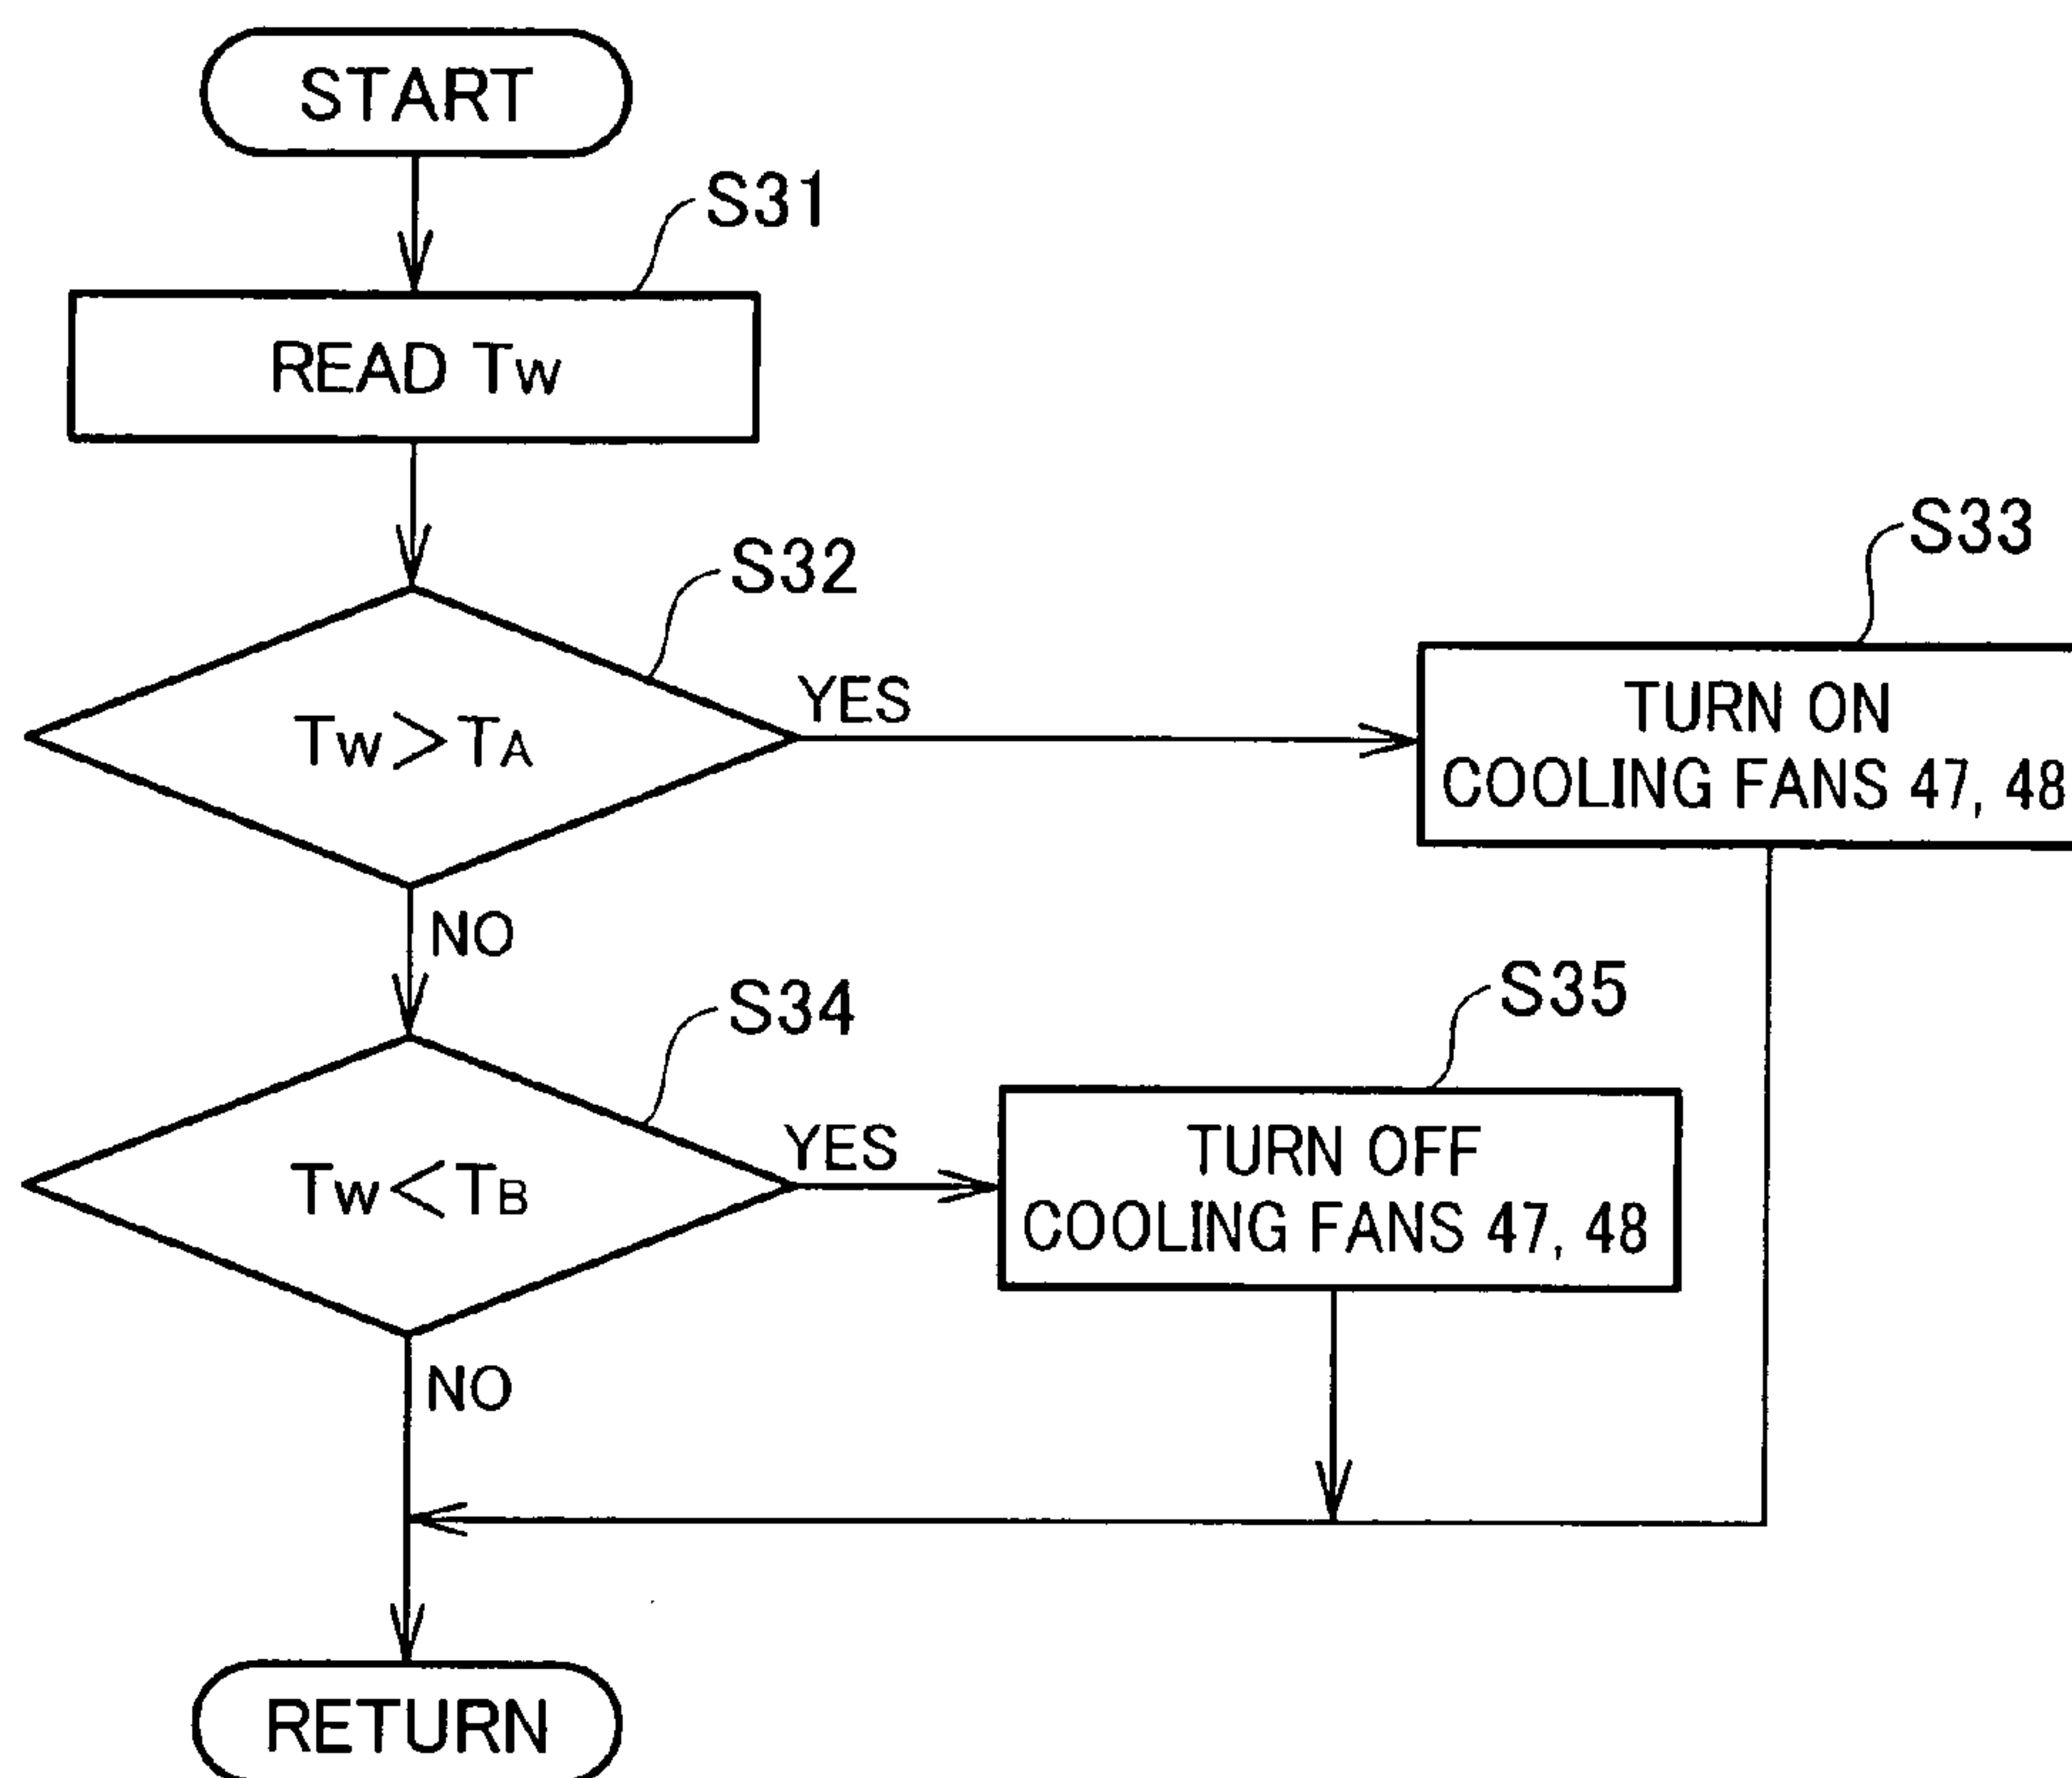 START
S31
READ Tw
S32
Tw>TA
YES
S33
TURN ON
COOLING FANS 47, 48
NO
S34
Tw<TB
YES
S35
TURN OFF
COOLING FANS 47, 48
NO
RETURN